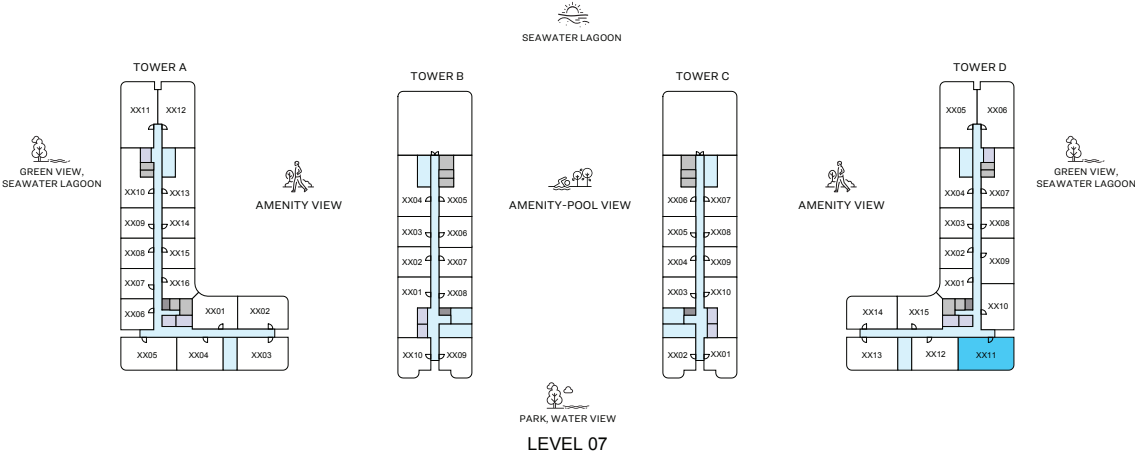 SEAWATER LAGOON
TOWER A
TOWER B
TOWER C
TOWER D
XX11
XX12
XX10
XX13
XX09
XX14
XX08
XX15
XX07
XX16
XX06
XX01
XX02
XX05
XX04
XX03
XX04
XX05
XX03
XX06
XX02
XX07
XX01
XX08
XX10
XX09
XX06
XX07
XX05
XX08
XX04
XX09
XX03
XX10
XX02
XX01
XX05
XX06
XX04
XX07
XX03
XX08
XX02
XX09
XX01
XX10
XX14
XX15
XX13
XX12
XX11
GREEN VIEW,
SEAWATER LAGOON
AMENITY VIEW
AMENITY-POOL VIEW
AMENITY VIEW
GREEN VIEW,
SEAWATER LAGOON
PARK, WATER VIEW
LEVEL 07